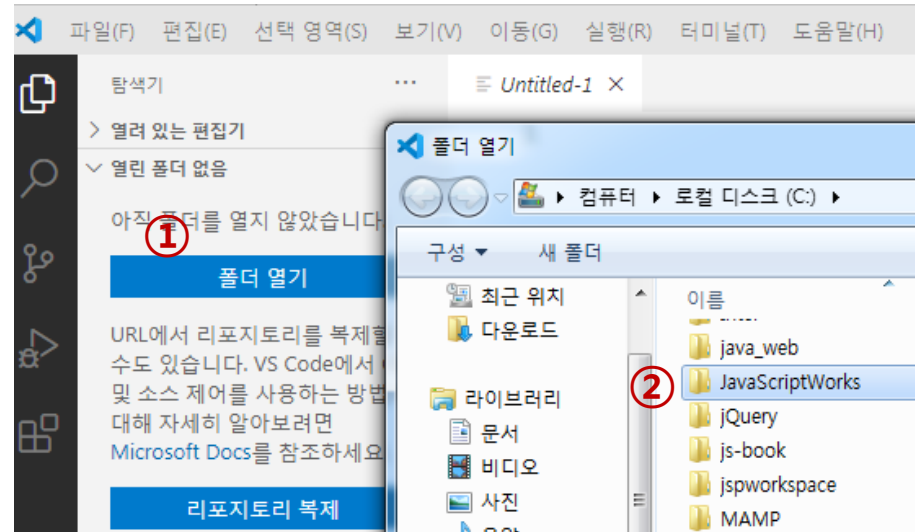 파일(F) 편집(E) 선택 영역(S) 보기(V) 이동(G) 실행(R) 터미널(T) 도움말(H)
탐색기 ··· Untitled-1 ×
> 열려 있는 편집기
열린 폴더 없음
아직 폴더를 열지 않았습니다.
①
폴더 열기
URL에서 리포지토리를 복제할
수도 있습니다. VS Code에서
및 소스 제어를 사용하는 방법
대해 자세히 알아보려면
Microsoft Docs를 참조하세요
리포지토리 복제
폴더 열기
컴퓨터 ▶ 로컬 디스크 (C:) ▶
구성 ▼ 새 폴더
최근 위치
다운로드
라이브러리
문서
비디오
사진
이름
java_web
② JavaScriptWorks
jQuery
js-book
jspworkspace
MAMP